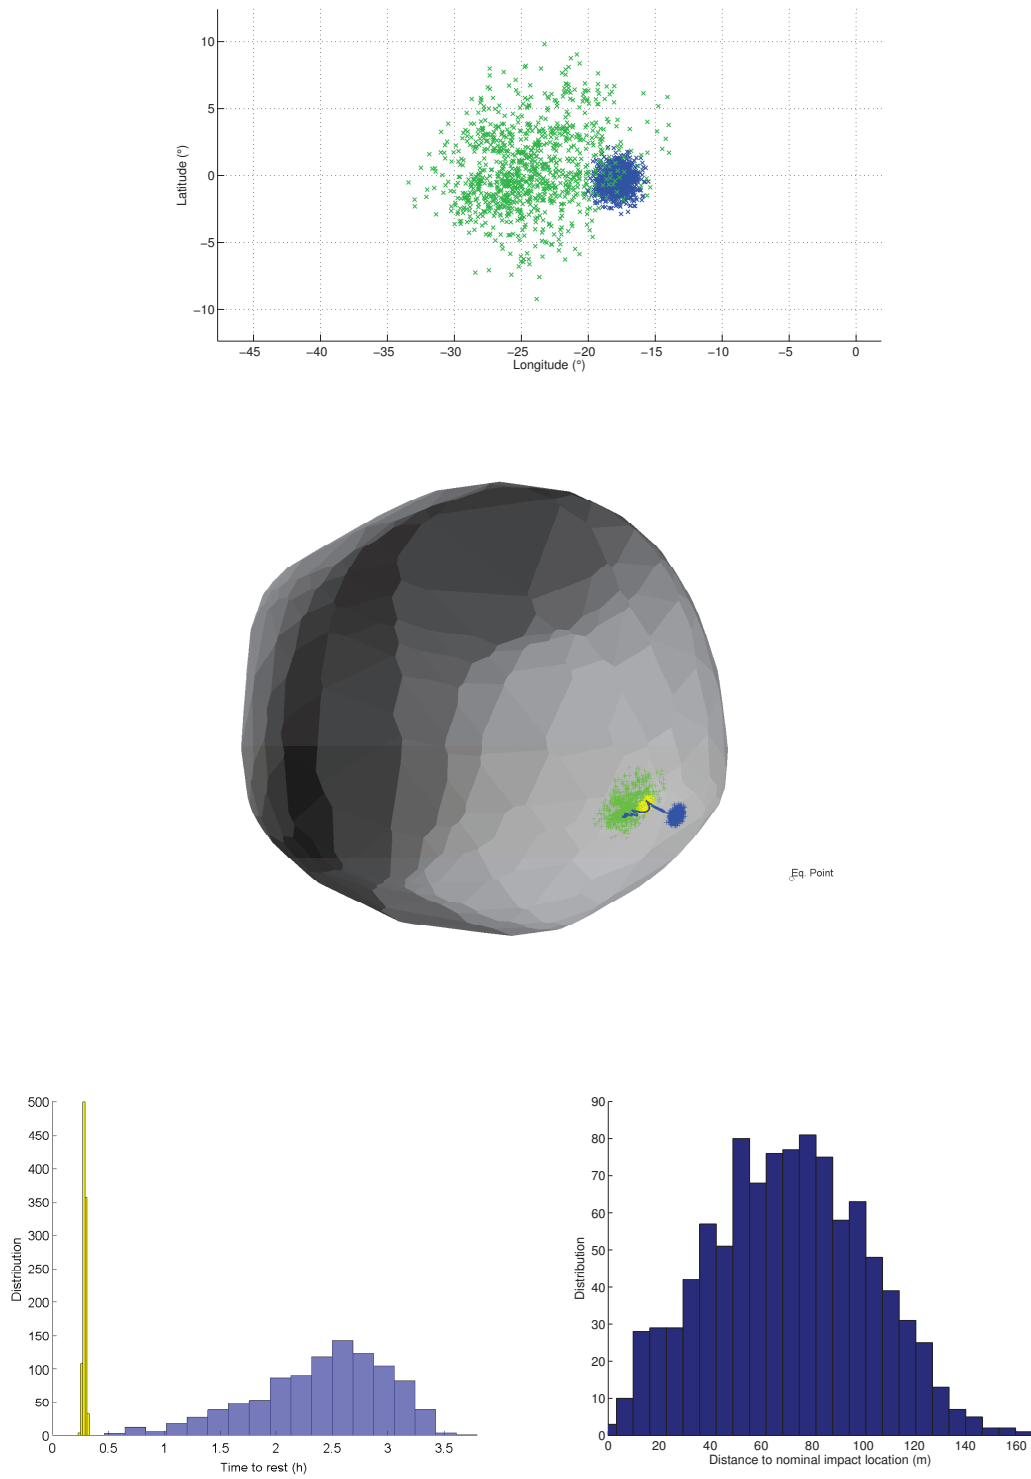 10
5
0
−5
−10
Latitude (°)
−45 −40 −35 −30 −25 −20 −15 −10 −5 0
Longitude (°)
Eq. Point
500
450
400
350
300
250
200
150
100
50
0
Distribution
0 0.5 1 1.5 2 2.5 3 3.5
Time to rest (h)
90
80
70
60
50
40
30
20
10
0
Distribution
0 20 40 60 80 100 120 140 160
Distance to nominal impact location (m)